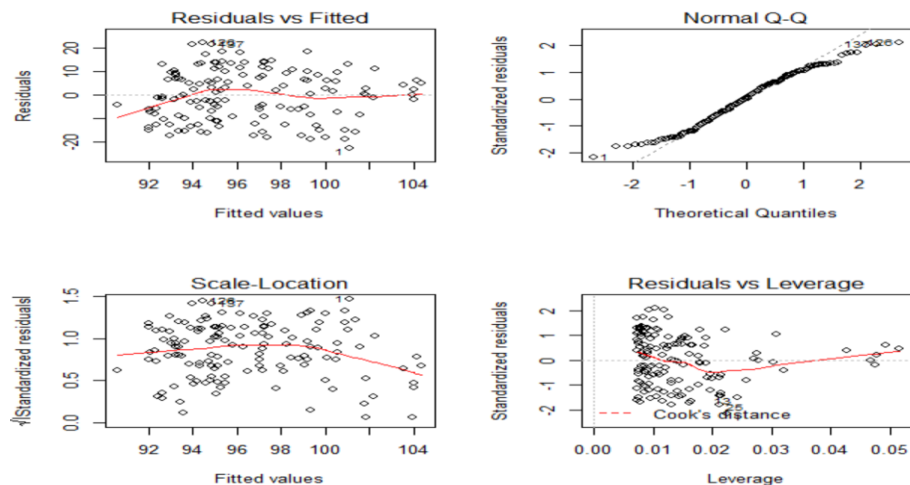 Residuals vs Fitted
Residuals
20
0
-20
1
92 94 96 98 100 104
Fitted values
Normal Q-Q
Standardized residuals
2
1
0
-1
-2
1
-2 -1 0 1 2
Theoretical Quantiles
Scale-Location
√|Standardized residuals|
1.5
1.0
0.5
0.0
1
92 94 96 98 100 104
Fitted values
Residuals vs Leverage
Standardized residuals
2
1
0
-2
Cook's distance
0.00 0.01 0.02 0.03 0.04 0.05
Leverage